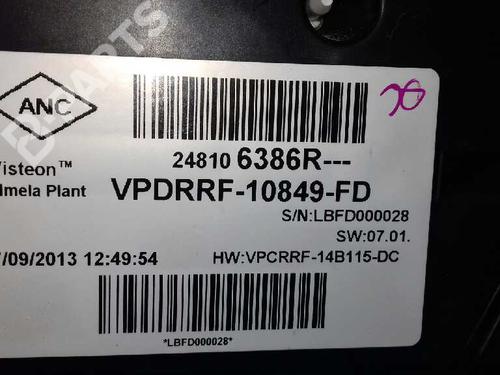 ANC
24810 6386R---
Visteon™
VPDRRF-10849-FD
lmela Plant
S/N:LBFD000028
SW:07.01.
/09/2013 12:49:54
HW:VPCRRF-14B115-DC
*LBFD000028*